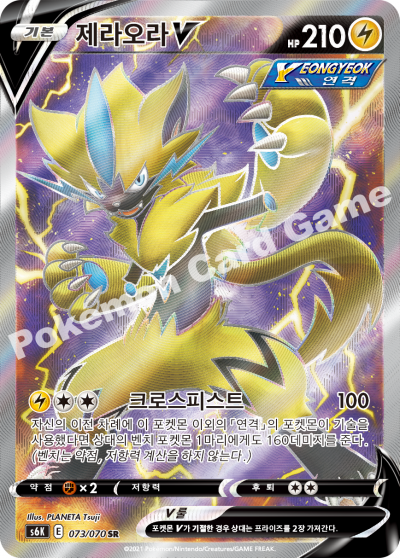 기본 제라오라V HP 210
YEONGYEOK
연격
Pokémon Card Game
크로스피스트 100
자신의 이전 차례에 이 포켓몬 이외의 「연격」의 포켓몬이 기술을
사용했다면 상대의 벤치 포켓몬 1마리에게도 160데미지를 준다.
(벤치는 약점, 저항력 계산을 하지 않는다.)
약점 ×2 저항력 후퇴
Illus. PLANETA Tsuji V룰
s6K E 073/070 SR 포켓몬V가 기절한 경우 상대는 프라이즈를 2장 가져간다.
©2021 Pokémon/Nintendo/Creatures/GAME FREAK.